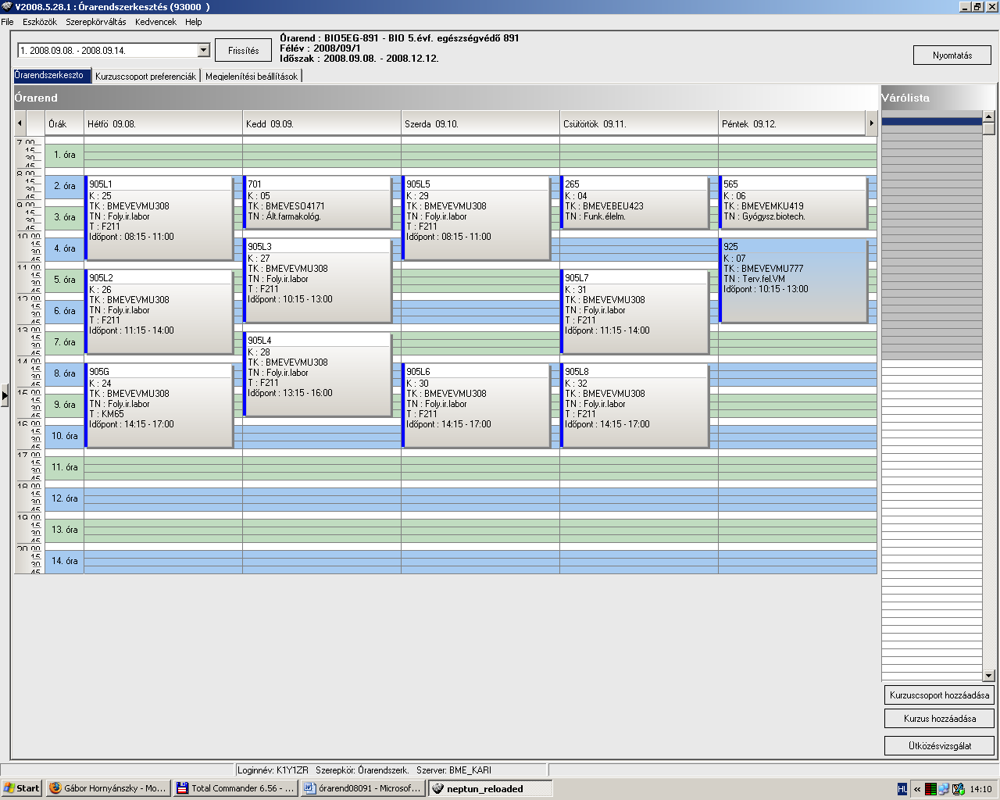 V2008.5.28.1 : Órarendszerkesztés (93000 )
File Eszközök Szerepkörváltás Kedvencek Help
1. 2008.09.08. - 2008.09.14.
Frissítés
Órarend : BIO5EG-891 - BIO 5.évf. egészségvédő 891
Félév : 2008/09/1
Időszak : 2008.09.08. - 2008.12.12.
Nyomtatás
Órarendszerkeszto Kurzuscsoport preferenciák Megjelenítési beállítások
Órarend
Várólista
Órák Hétfő 09.08. Kedd 09.09. Szerda 09.10. Csütörtök 09.11. Péntek 09.12.
1. óra
2. óra
3. óra
4. óra
5. óra
6. óra
7. óra
8. óra
9. óra
10. óra
11. óra
12. óra
13. óra
14. óra
905L1
K : 25
TK : BMEVEVMU308
TN : Foly.ir.labor
T : F211
Időpont : 08:15 - 11:00
905L2
K : 26
TK : BMEVEVMU308
TN : Foly.ir.labor
T : F211
Időpont : 11:15 - 14:00
905G
K : 24
TK : BMEVEVMU308
TN : Foly.ir.labor
T : KM65
Időpont : 14:15 - 17:00
701
K : 05
TK : BMEVESO4171
TN : Ált.farmakológ.
905L3
K : 27
TK : BMEVEVMU308
TN : Foly.ir.labor
T : F211
Időpont : 10:15 - 13:00
905L4
K : 28
TK : BMEVEVMU308
TN : Foly.ir.labor
T : F211
Időpont : 13:15 - 16:00
905L5
K : 29
TK : BMEVEVMU308
TN : Foly.ir.labor
T : F211
Időpont : 08:15 - 11:00
905L6
K : 30
TK : BMEVEVMU308
TN : Foly.ir.labor
T : F211
Időpont : 14:15 - 17:00
265
K : 04
TK : BMEVEBEU423
TN : Funk.élelm.
905L7
K : 31
TK : BMEVEVMU308
TN : Foly.ir.labor
T : F211
Időpont : 11:15 - 14:00
905L8
K : 32
TK : BMEVEVMU308
TN : Foly.ir.labor
T : F211
Időpont : 14:15 - 17:00
565
K : 06
TK : BMEVEMKU419
TN : Gyógysz.biotech.
925
K : 07
TK : BMEVEVMU777
TN : Terv.fel.VM
Időpont : 10:15 - 13:00
Kurzuscsoport hozzáadása
Kurzus hozzáadása
Ütközésvizsgálat
Loginnév: K1Y1ZR Szerepkör: Órarendszerk. Szerver: BME_KARI
Start Gábor Hornyánszky - Mo... Total Commander 6.56 - ... órarend08091 - Microsof... neptun_reloaded HU « 14:10